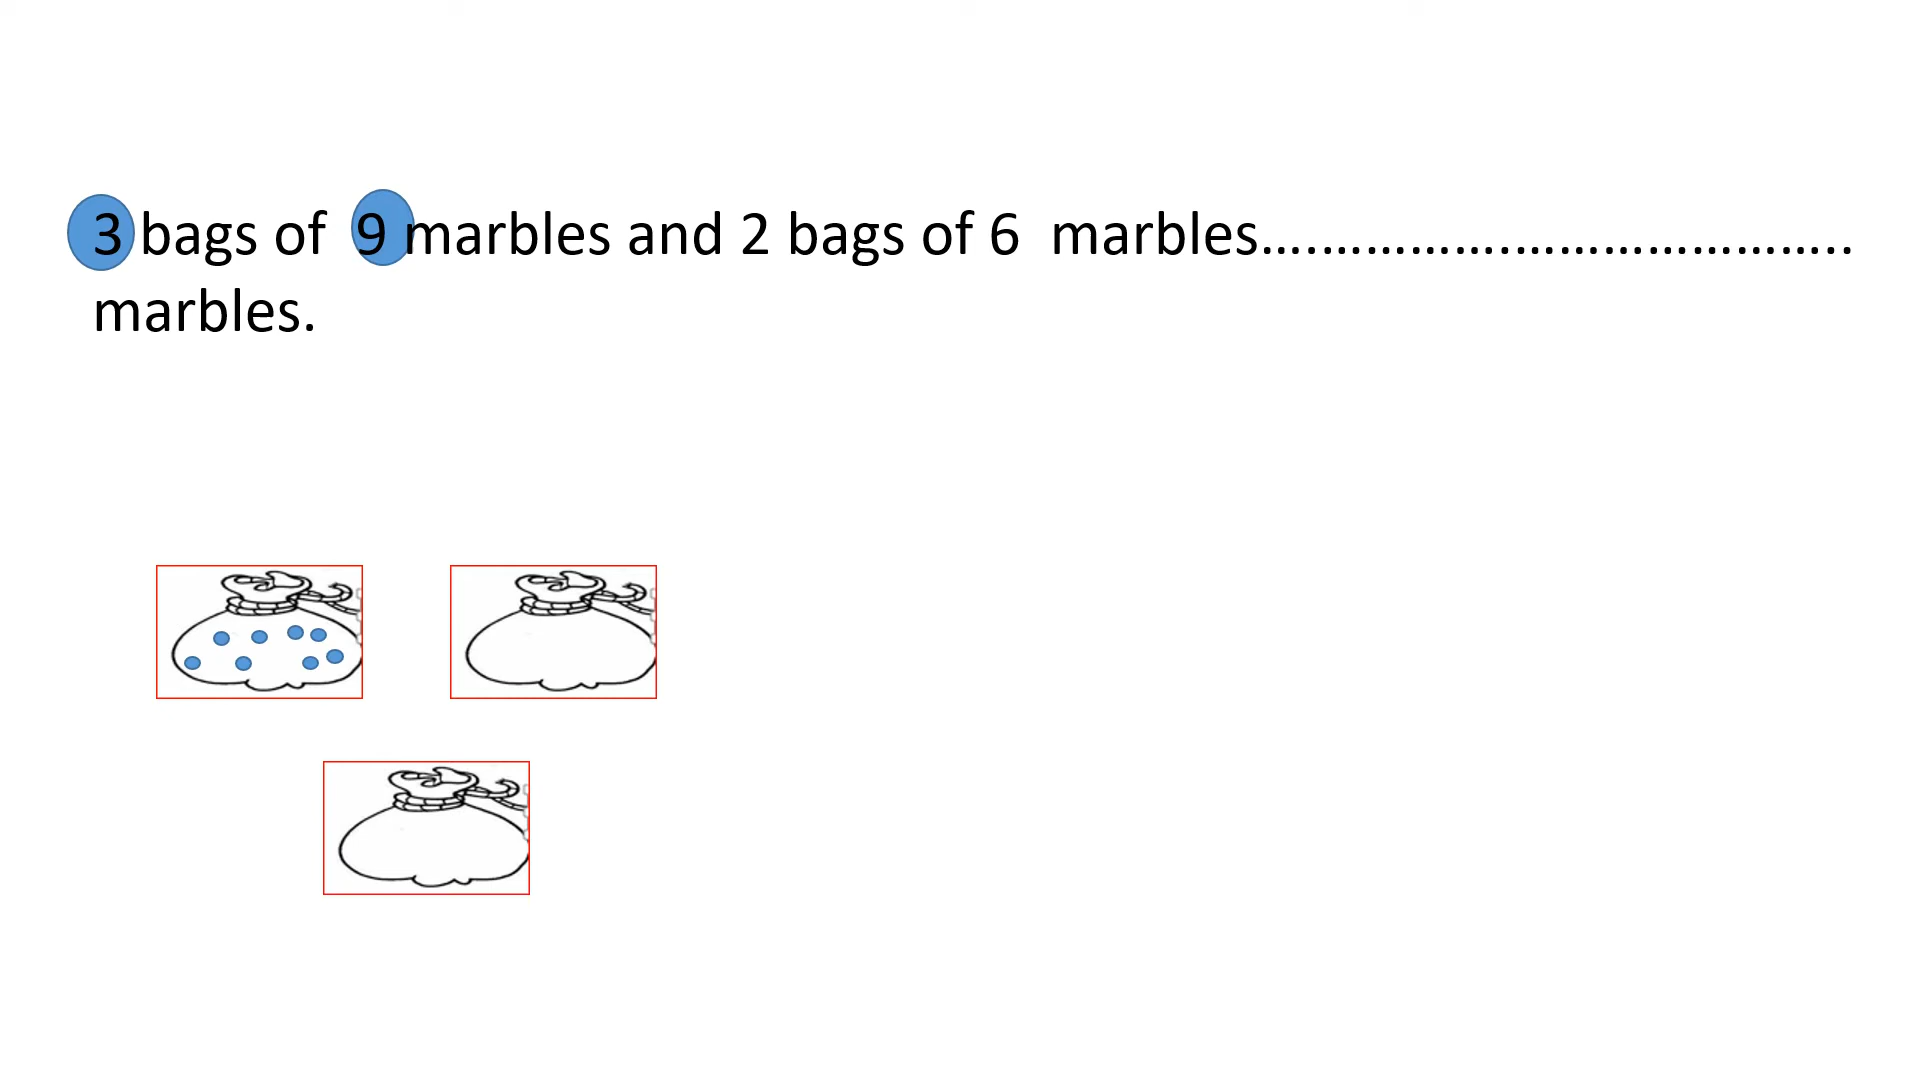 3 bags of  9 marbles and 2 bags of 6  marbles….…………….…………………..
marbles.